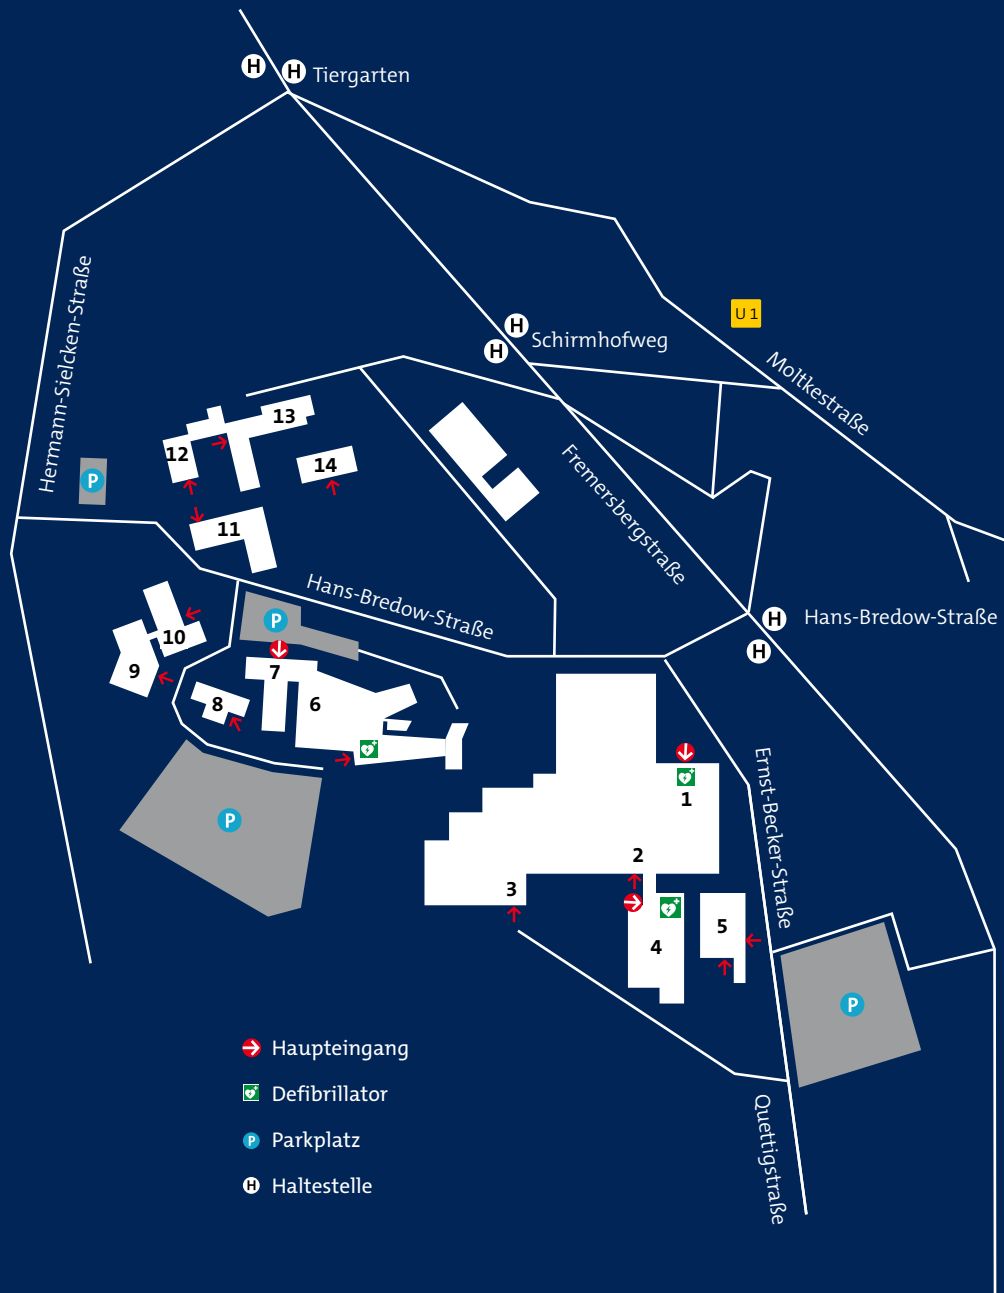 H H Tiergarten
Hermann-Sielcken-Straße
U 1
H Schirmhofweg
H
Moltkestraße
13
12
14
P
Fremersbergstraße
11
Hans-Bredow-Straße
H Hans-Bredow-Straße
H
P
10
9
7
8
6
1
Ernst-Becker-Straße
P
2
3
5
4
P
Haupteingang
Defibrillator
P Parkplatz
H Haltestelle
Quettigstraße